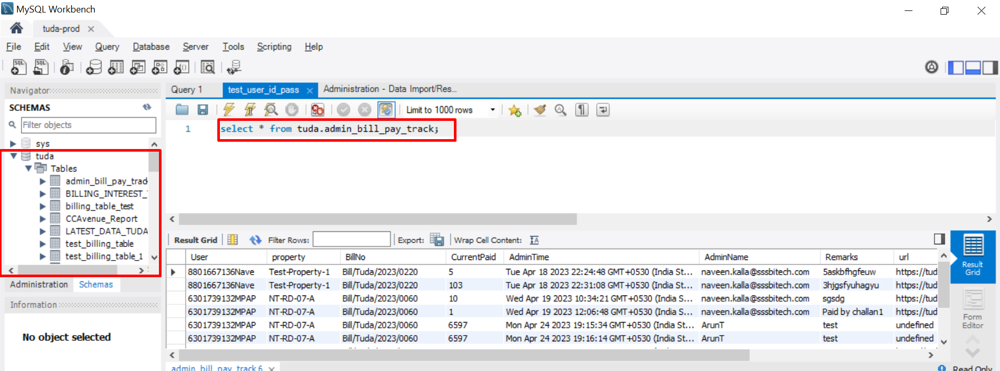 MySQL Workbench
tuda-prod
File Edit View Query Database Server Tools Scripting Help
Navigator
SCHEMAS
Filter objects
sys
tuda
Tables
admin_bill_pay_trac
BILLING_INTEREST_
billing_table_test
CCAvenue_Report
LATEST_DATA_TUDA
test_billing_table
test_billing_table_1
Administration Schemas
Information
No object selected
Query 1 test_user_id_pass Administration - Data Import/Res...
Limit to 1000 rows
1 select * from tuda.admin_bill_pay_track;
Result Grid Filter Rows: Export: Wrap Cell Content:
User property BillNo CurrentPaid AdminTime AdminName Remarks url
8801667136Nave Test-Property-1 Bill/Tuda/2023/0220 5 Tue Apr 18 2023 22:24:48 GMT+0530 (India St... naveen.kalla@sssbitech.com 5askbfhgfeuw https://tud
8801667136Nave Test-Property-1 Bill/Tuda/2023/0220 103 Tue Apr 18 2023 22:31:08 GMT+0530 (India St... naveen.kalla@sssbitech.com 3hjgsfyuhagyu https://tud
6301739132MPAP NT-RD-07-A Bill/Tuda/2023/0060 10 Wed Apr 19 2023 10:34:21 GMT+0530 (India S... naveen.kalla@sssbitech.com sgsdg https://tud
6301739132MPAP NT-RD-07-A Bill/Tuda/2023/0060 1 Wed Apr 19 2023 12:06:48 GMT+0530 (India S... naveen.kalla@sssbitech.com Paid by challan1 https://tud
6301739132MPAP NT-RD-07-A Bill/Tuda/2023/0060 6597 Mon Apr 24 2023 19:15:34 GMT+0530 (India St... ArunT test undefined
6301739132MPAP NT-RD-07-A Bill/Tuda/2023/0060 6597 Mon Apr 24 2023 19:16:14 GMT+0530 (India St... ArunT test undefined
admin_bill_pay_track 6
Result
Grid
Form
Editor
Read Only